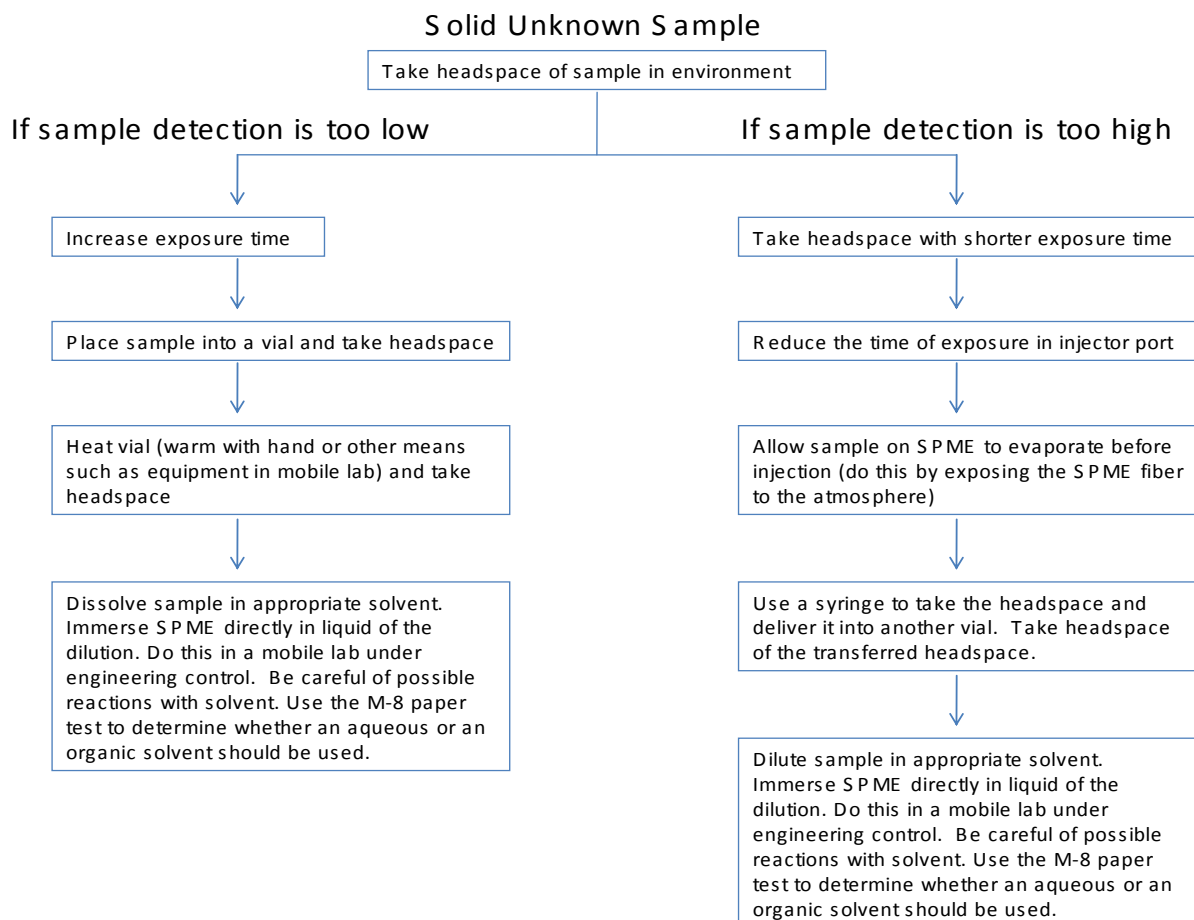 Solid Unknown Sample
Take headspace of sample in environment
If sample detection is too low
If sample detection is too high
Increase exposure time
Place sample into a vial and take headspace
Heat vial (warm with hand or other means
such as equipment in mobile lab) and take
headspace
Dissolve sample in appropriate solvent.
Immerse SPME directly in liquid of the
dilution. Do this in a mobile lab under
engineering control. Be careful of possible
reactions with solvent. Use the M-8 paper
test to determine whether an aqueous or an
organic solvent should be used.
Take headspace with shorter exposure time
Reduce the time of exposure in injector port
Allow sample on SPME to evaporate before
injection (do this by exposing the SPME fiber
to the atmosphere)
Use a syringe to take the headspace and
deliver it into another vial. Take headspace
of the transferred headspace.
Dilute sample in appropriate solvent.
Immerse SPME directly in liquid of the
dilution. Do this in a mobile lab under
engineering control. Be careful of possible
reactions with solvent. Use the M-8 paper
test to determine whether an aqueous or an
organic solvent should be used.